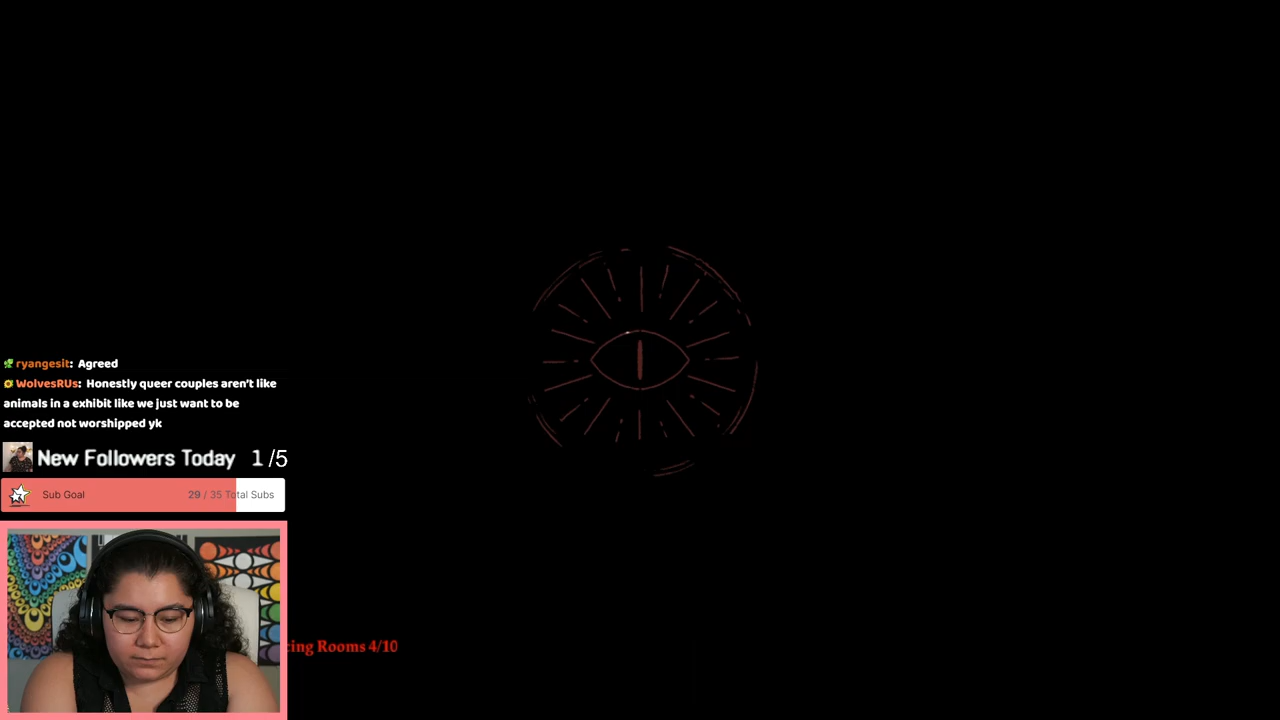 ryangesit: Agreed
WolvesRUs: Honestly queer couples aren't like
animals in a exhibit like we just want to be
accepted not worshipped yk
New Followers Today 1 /5
Sub Goal 29 / 35 Total Subs
Rooms 4/10